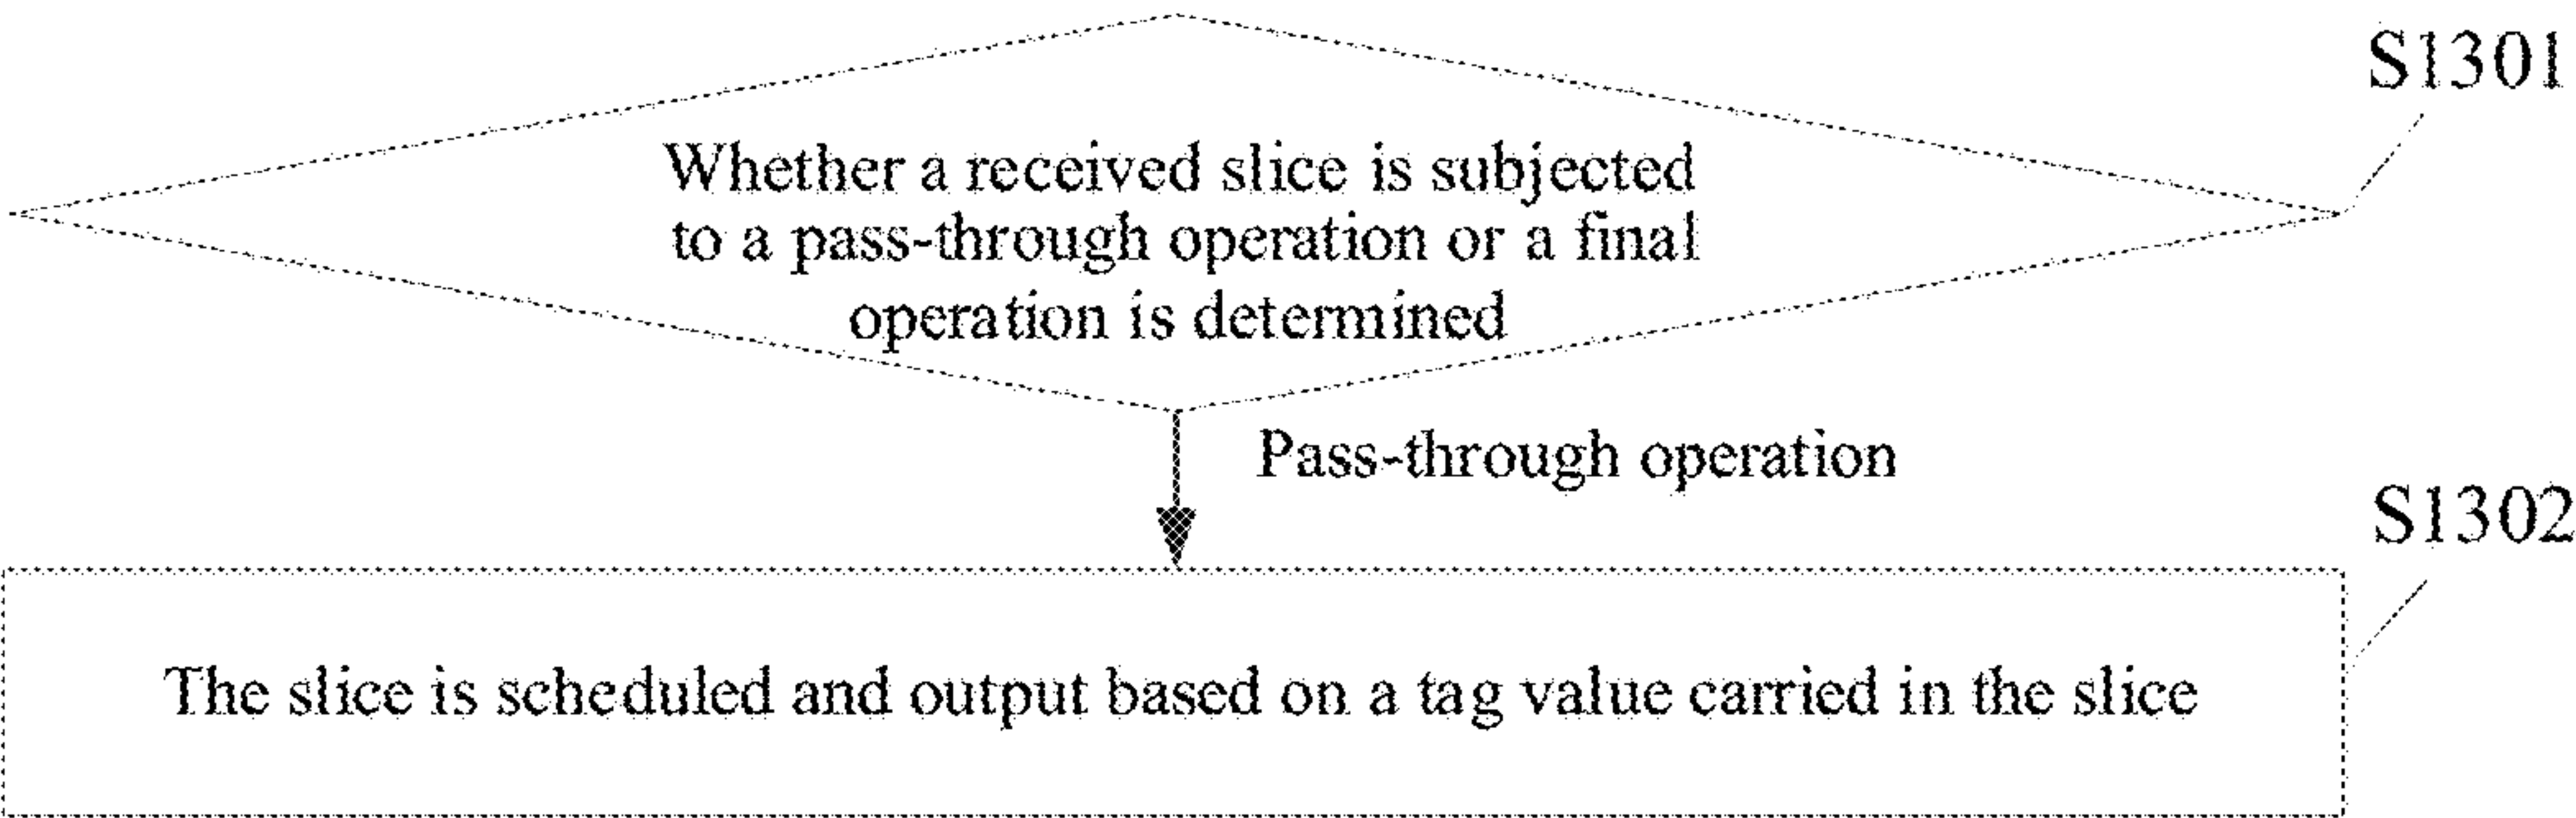 S1301
Whether a received slice is subjected
to a pass-through operation or a final
operation is determined
Pass-through operation
S1302
The slice is scheduled and output based on a tag value carried in the slice